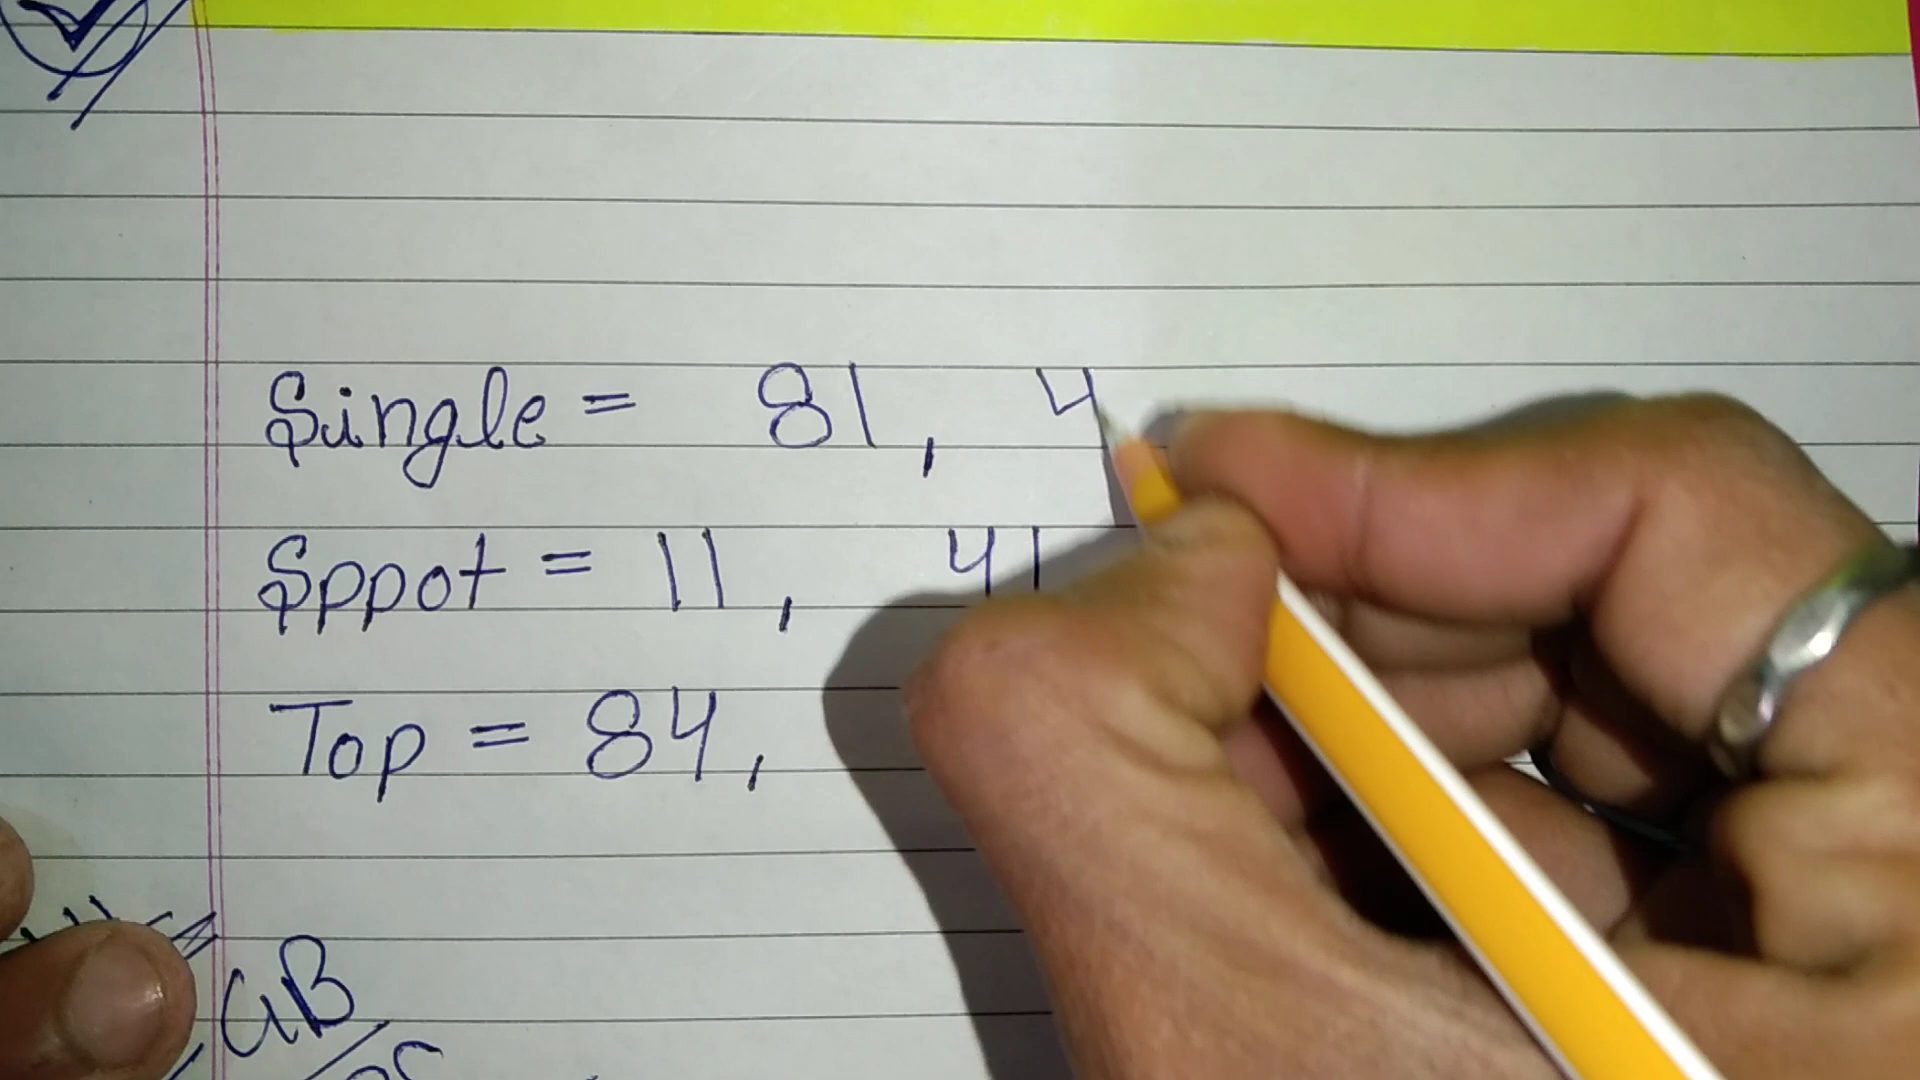 Single = 81, 4
Sppot = 11, 41
Top = 84,
GB